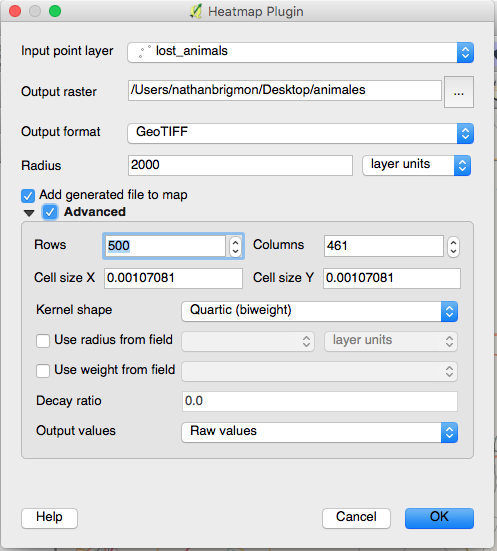 Heatmap Plugin
Input point layer lost_animals
Output raster /Users/nathanbrigmon/Desktop/animales ...
Output format GeoTIFF
Radius 2000 layer units
Add generated file to map
Advanced
Rows 500 Columns 461
Cell size X 0.00107081 Cell size Y 0.00107081
Kernel shape Quartic (biweight)
Use radius from field layer units
Use weight from field
Decay ratio 0.0
Output values Raw values
Help Cancel OK